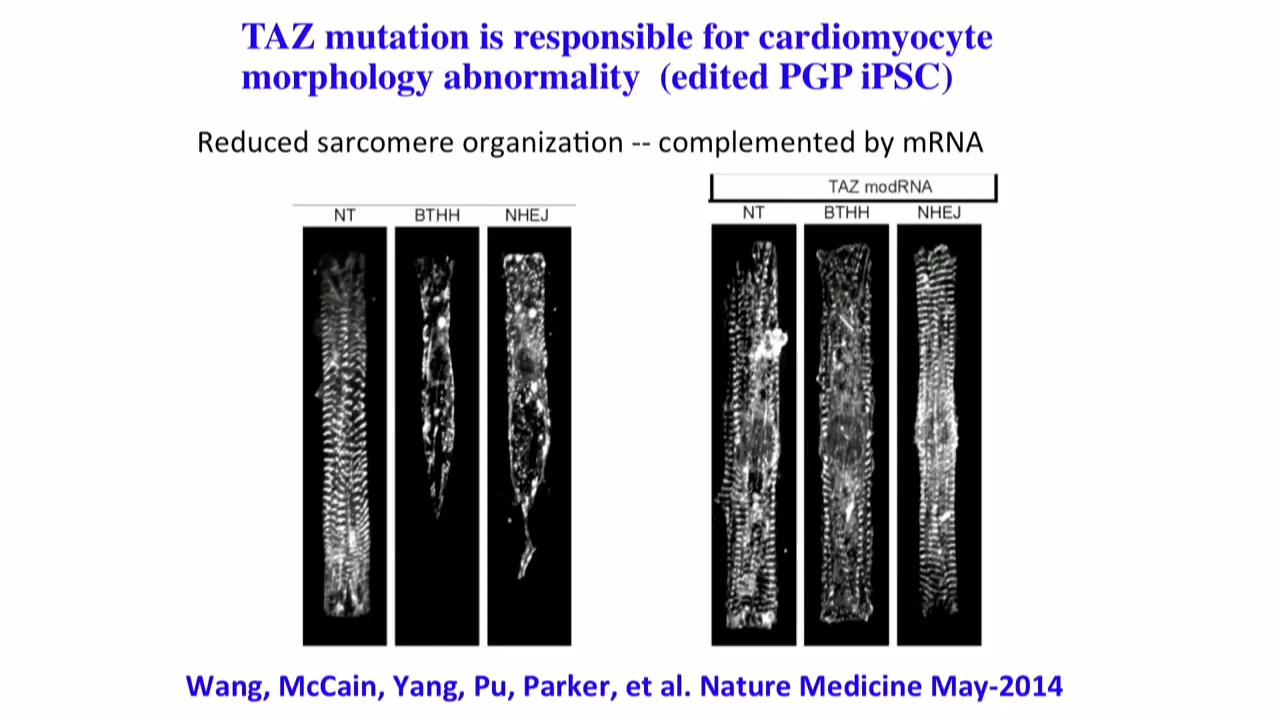 TAZ mutation is responsible for cardiomyocyte
morphology abnormality (edited PGP iPSC)
Reduced sarcomere organization -- complemented by mRNA
TAZ modRNA
NT BTHH NHEJ
NT BTHH NHEJ
Wang, McCain, Yang, Pu, Parker, et al. Nature Medicine May-2014